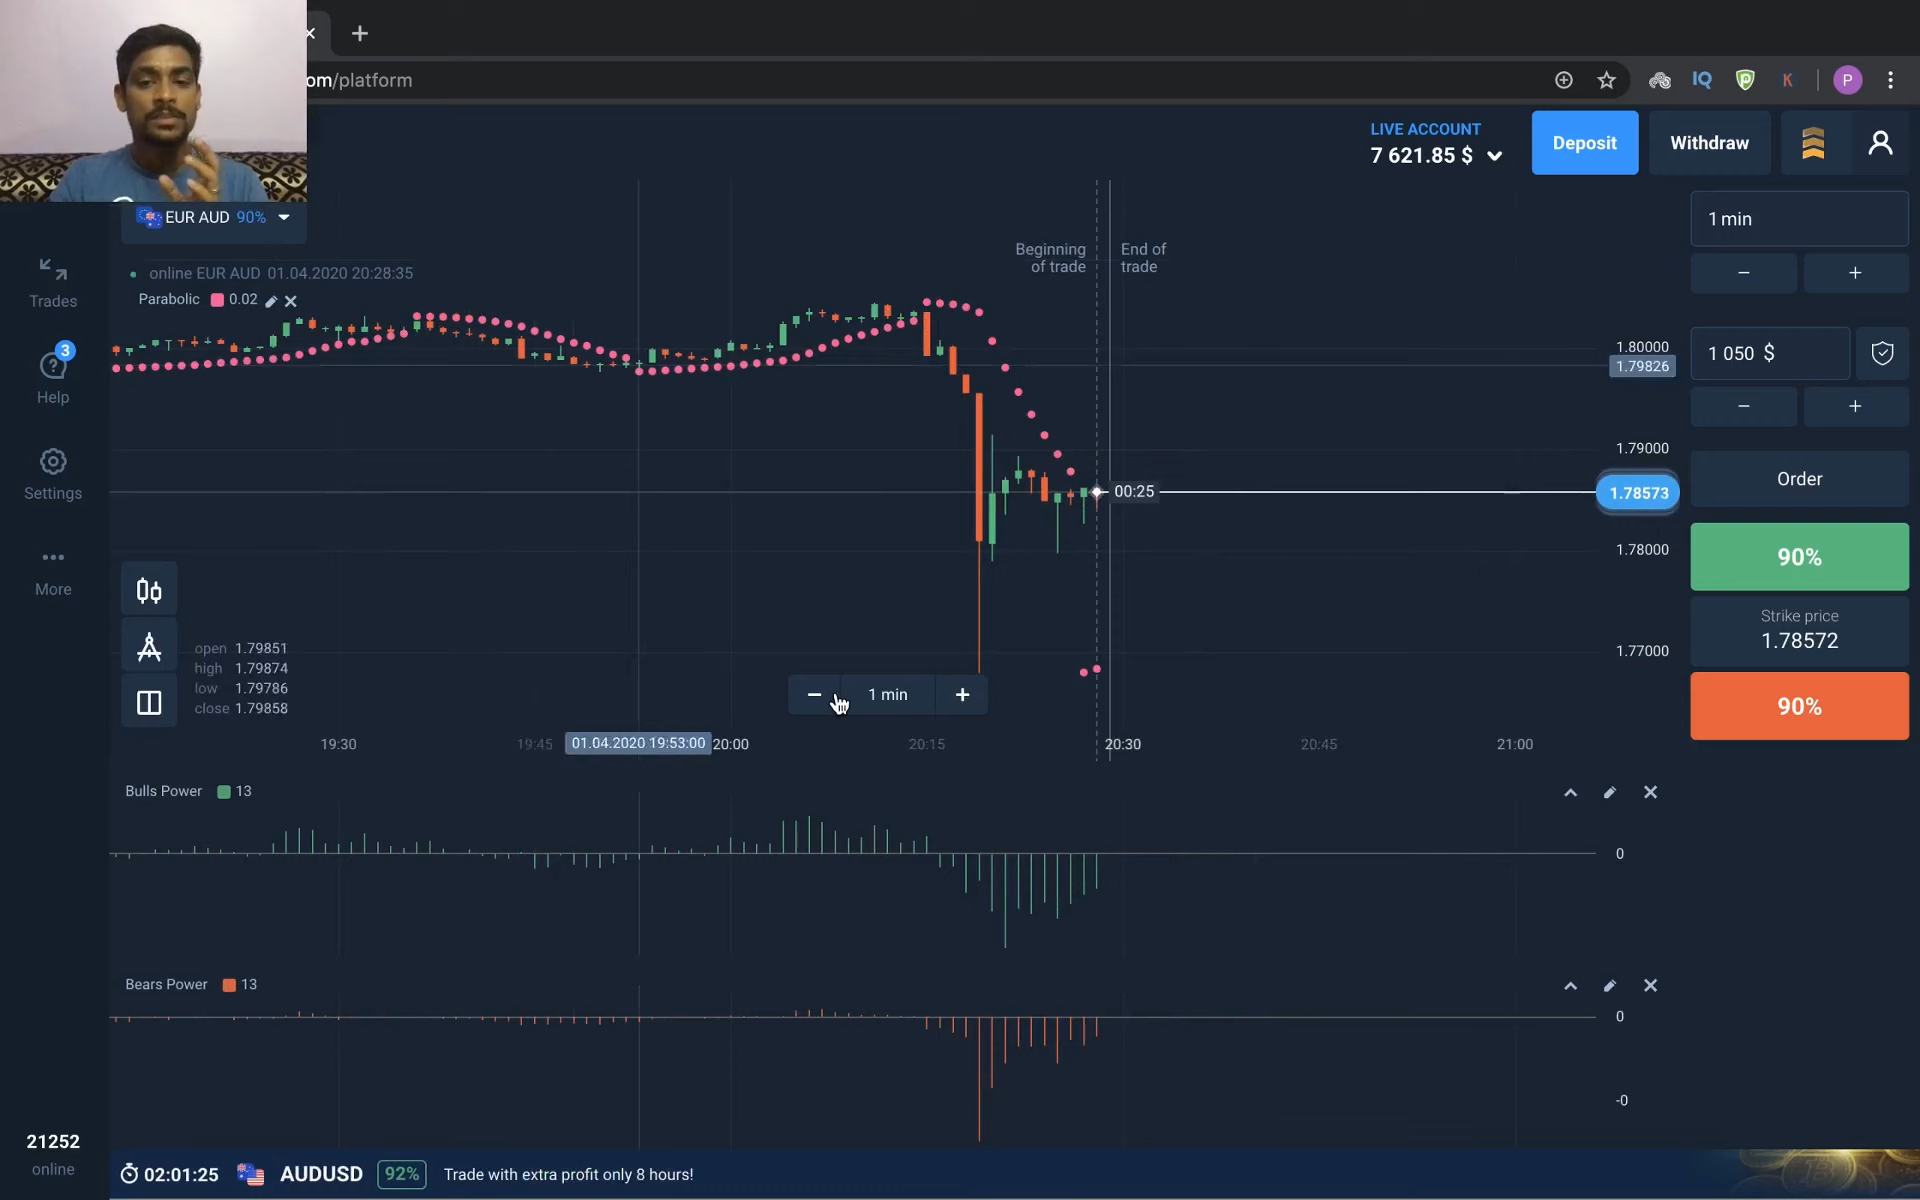 om/platform
IQ
K
P
LIVE ACCOUNT
7 621.85 $
Deposit
Withdraw
EUR AUD 90%
online EUR AUD 01.04.2020 20:28:35
Parabolic 0.02
Beginning of trade
End of trade
Trades
3
Help
Settings
More
1.80000
1.79826
1.79000
1.78573
1.78000
1.77000
00:25
1 min
1 050 $
Order
90%
Strike price
1.78572
90%
open 1.79851
high 1.79874
low 1.79786
close 1.79858
1 min
19:30
19:45
01.04.2020 19:53:00
20:00
20:15
20:30
20:45
21:00
Bulls Power 13
0
Bears Power 13
0
-0
21252
online
02:01:25 AUDUSD 92% Trade with extra profit only 8 hours!